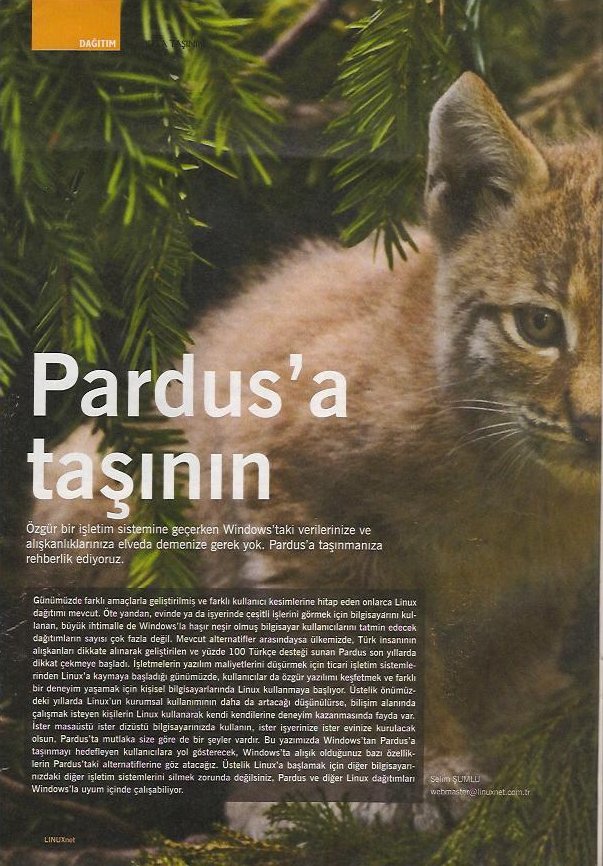 DAĞITIM
TAŞININ
Pardus'a
taşının
Özgür bir işletim sistemine geçerken Windows'taki verilerinize ve
alışkanlıklarınıza elveda demenize gerek yok. Pardus'a taşınmanıza
rehberlik ediyoruz.
Günümüzde farklı amaçlarla geliştirilmiş ve farklı kullanıcı kesimlerine hitap eden onlarca Linux
dağıtımı mevcut. Öte yandan, evinde ya da işyerinde çeşitli işlerini görmek için bilgisayarını kul-
lanan, büyük ihtimalle de Windows'la haşır neşir olmuş bilgisayar kullanıcılarını tatmin edecek
dağıtımların sayısı çok fazla değil. Mevcut alternatifler arasındaysa ülkemizde, Türk insanının
alışkanları dikkate alınarak geliştirilen ve yüzde 100 Türkçe desteği sunan Pardus son yıllarda
dikkat çekmeye başladı. İşletmelerin yazılım maliyetlerini düşürmek için ticari işletim sistemle-
rinden Linux'a kaymaya başladığı günümüzde, kullanıcılar da özgür yazılımı keşfetmek ve farklı
bir deneyim yaşamak için kişisel bilgisayarlarında Linux kullanmaya başlıyor. Üstelik önümüz-
deki yıllarda Linux'un kurumsal kullanımının daha da artacağı düşünülürse, bilişim alanında
çalışmak isteyen kişilerin Linux kullanarak kendi kendilerine deneyim kazanmasında fayda var.
İster masaüstü ister dizüstü bilgisayarınızda kullanın, ister işyerinize ister evinize kurulacak
olsun, Pardus'ta mutlaka size göre de bir şeyler vardır. Bu yazımızda Windows'tan Pardus'a
taşınmayı hedefleyen kullanıcılara yol gösterecek, Windows'ta alışık olduğunuz bazı özellik-
lerin Pardus'taki alternatiflerine göz atacağız. Üstelik Linux'a başlamak için diğer bilgisayarı-
nızdaki diğer işletim sistemlerini silmek zorunda değilsiniz, Pardus ve diğer Linux dağıtımları
Windows'la uyum içinde çalışabiliyor.
Selim ŞUMLU
webmaster@linuxnet.com.tr
LINUXnet